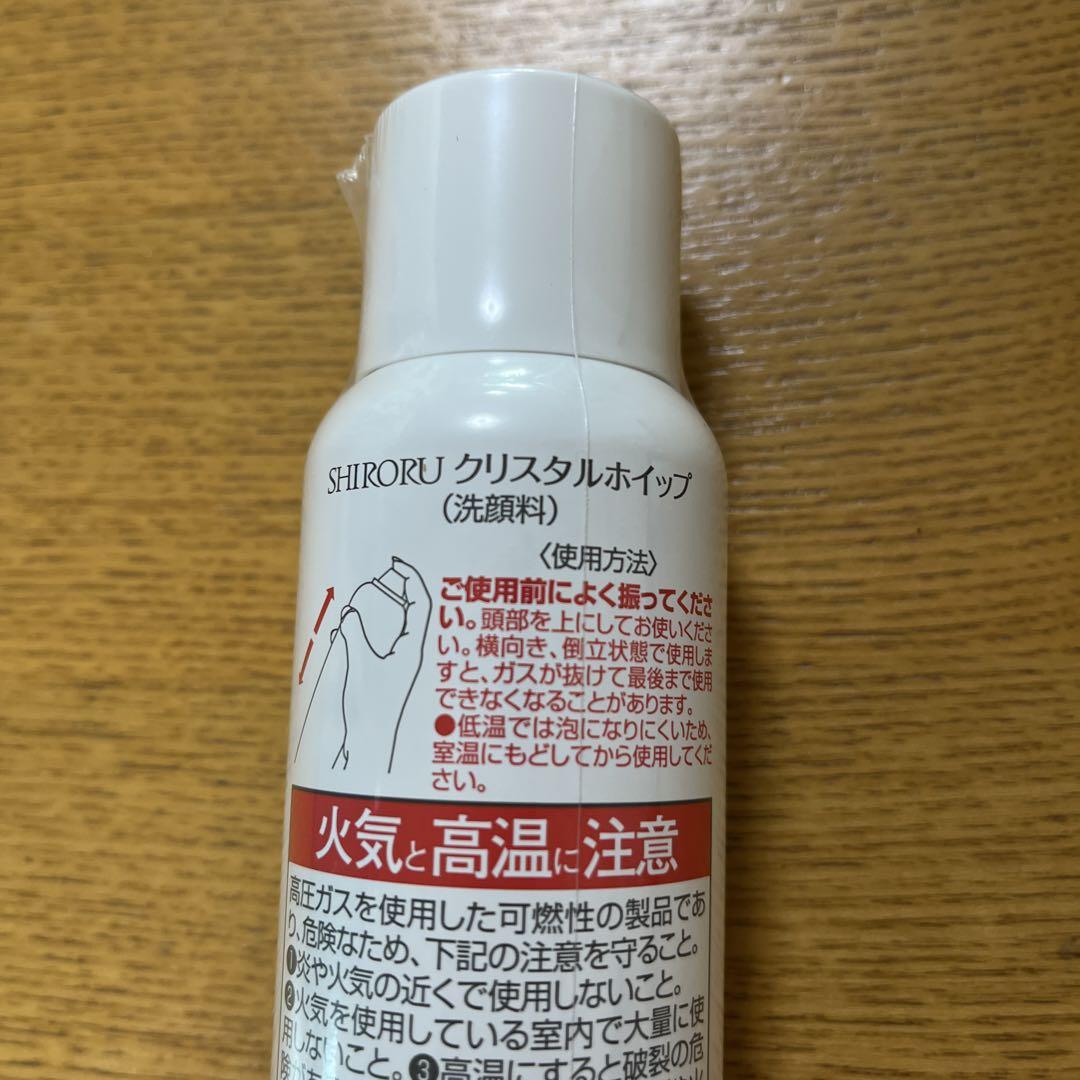 SHIRORU クリスタルホイップ
(洗顔料)
〈使用方法〉
ご使用前によく振ってくださ
い。頭部を上にしてお使いくださ
い。横向き、倒立状態で使用しま
すと、ガスが抜けて最後まで使用
できなくなることがあります。
●低温では泡になりにくいため、
室温にもどしてから使用してくだ
さい。
火気と高温に注意
高圧ガスを使用した可燃性の製品であ
り、危険なため、下記の注意を守ること。
❶炎や火気の近くで使用しないこと。
❷火気を使用している室内で大量に使
用しないこと。❸高温にすると破裂の危
険が